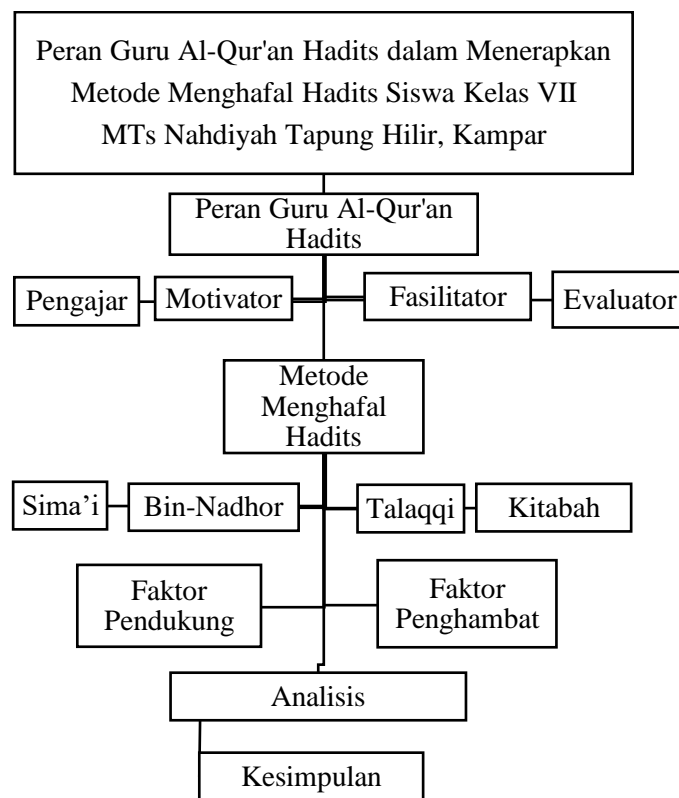 Peran Guru Al-Qur'an Hadits dalam Menerapkan
Metode Menghafal Hadits Siswa Kelas VII
MTs Nahdiyah Tapung Hilir, Kampar
Peran Guru Al-Qur'an
Hadits
Pengajar
Motivator
Fasilitator
Evaluator
Metode
Menghafal
Hadits
Sima’i
Bin-Nadhor
Talaqqi
Kitabah
Faktor
Pendukung
Faktor
Penghambat
Analisis
Kesimpulan